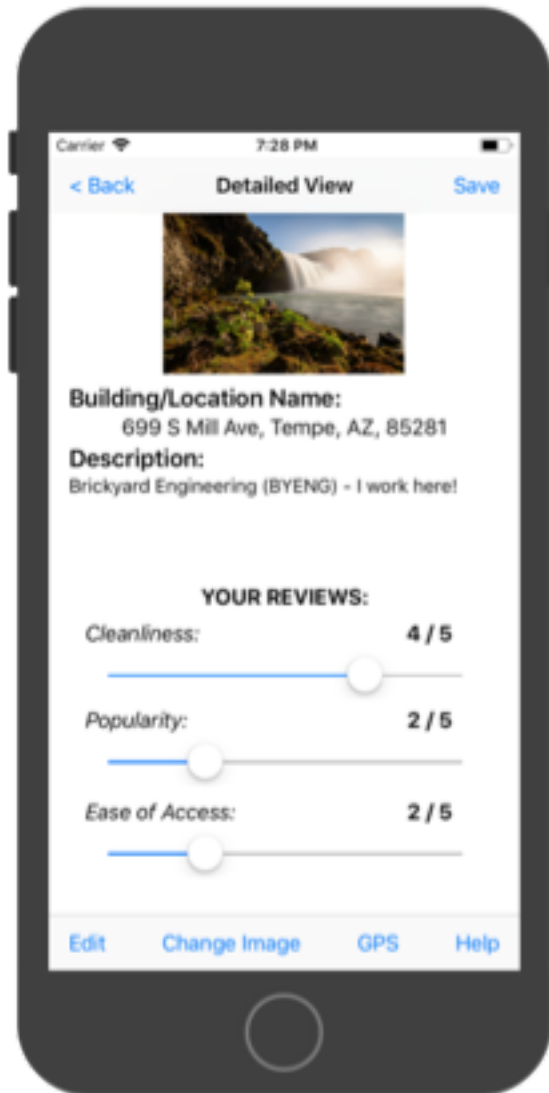 Carrier 7:28 PM
< Back Detailed View Save
Building/Location Name:
699 S Mill Ave, Tempe, AZ, 85281
Description:
Brickyard Engineering (BYENG) - I work here!
YOUR REVIEWS:
Cleanliness: 4 / 5
Popularity: 2 / 5
Ease of Access: 2 / 5
Edit Change Image GPS Help